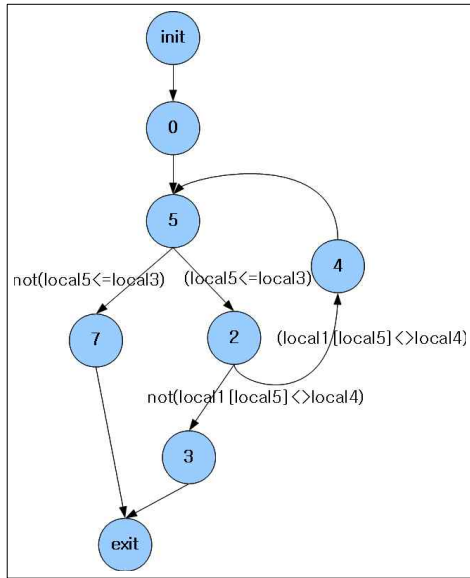 init
0
5
4
not(local5<=local3)
(local5<=local3)
7
2
(local1[local5]<>local4)
not(local1[local5]<>local4)
3
exit